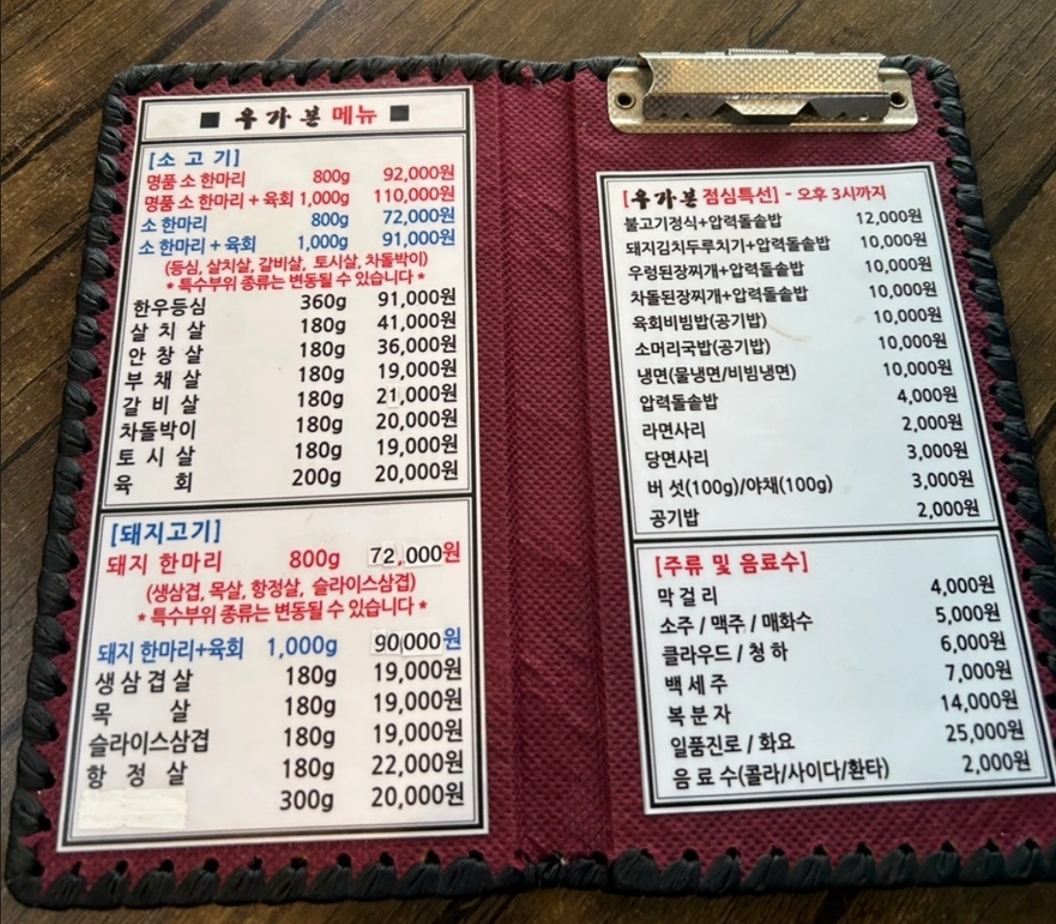 ■ 우가본 메뉴 ■
[소 고 기]
명품 소 한마리 800g 92,000원
명품 소 한마리 + 육회 1,000g 110,000원
소 한마리 800g 72,000원
소 한마리 + 육회 1,000g 91,000원
(등심, 살치살, 갈비살, 토시살, 차돌박이)
* 특수부위 종류는 변동될 수 있습니다 *
한우등심 360g 91,000원
살 치 살 180g 41,000원
안 창 살 180g 36,000원
부 채 살 180g 19,000원
갈 비 살 180g 21,000원
차돌박이 180g 20,000원
토 시 살 180g 19,000원
육 회 200g 20,000원
[돼지고기]
돼지 한마리 800g 72,000원
(생삼겹, 목살, 항정살, 슬라이스삼겹)
* 특수부위 종류는 변동될 수 있습니다 *
돼지 한마리+육회 1,000g 90,000원
생 삼 겹 살 180g 19,000원
목 살 180g 19,000원
슬라이스삼겹 180g 19,000원
항 정 살 180g 22,000원
300g 20,000원
[우가본 점심특선] - 오후 3시까지
불고기정식+압력돌솥밥 12,000원
돼지김치두루치기+압력돌솥밥 10,000원
우렁된장찌개+압력돌솥밥 10,000원
차돌된장찌개+압력돌솥밥 10,000원
육회비빔밥(공기밥) 10,000원
소머리국밥(공기밥) 10,000원
냉면(물냉면/비빔냉면) 10,000원
압력돌솥밥 4,000원
라면사리 2,000원
당면사리 3,000원
버 섯(100g)/야채(100g) 3,000원
공기밥 2,000원
[주류 및 음료수]
막 걸 리 4,000원
소주 / 맥주 / 매화수 5,000원
클라우드 / 청 하 6,000원
백 세 주 7,000원
복 분 자 14,000원
일품진로 / 화요 25,000원
음 료 수(콜라/사이다/환타) 2,000원